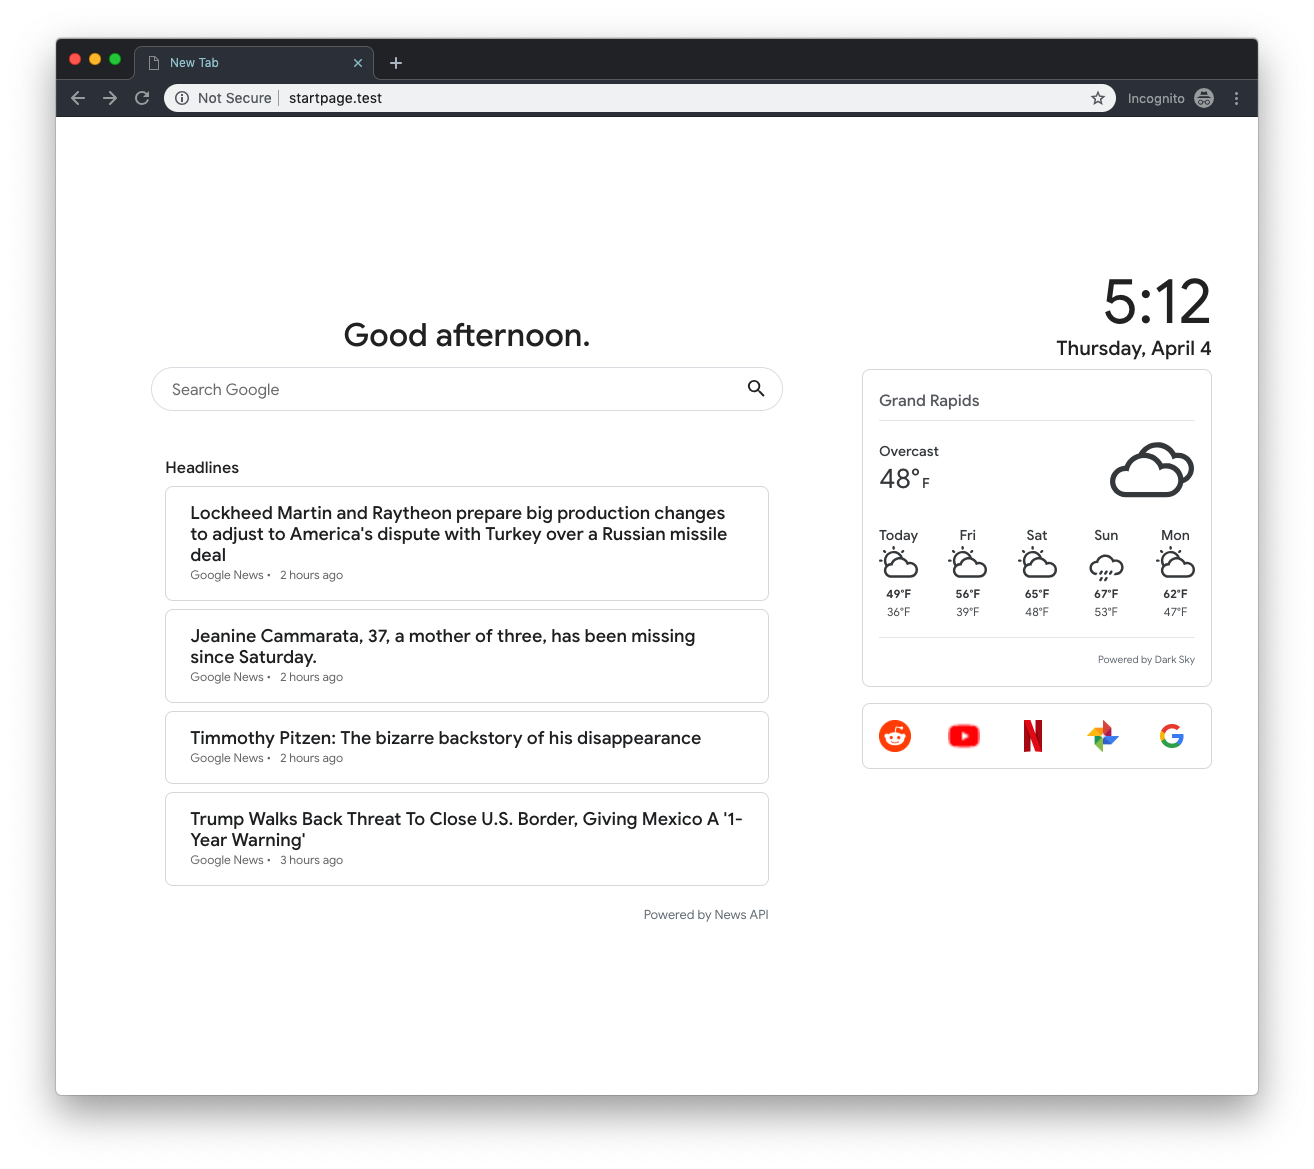 New Tab
Not Secure startpage.test
Incognito
5:12
Thursday, April 4
Good afternoon.
Search Google
Headlines
Lockheed Martin and Raytheon prepare big production changes
to adjust to America's dispute with Turkey over a Russian missile
deal
Google News • 2 hours ago
Jeanine Cammarata, 37, a mother of three, has been missing
since Saturday.
Google News • 2 hours ago
Timmothy Pitzen: The bizarre backstory of his disappearance
Google News • 2 hours ago
Trump Walks Back Threat To Close U.S. Border, Giving Mexico A '1-
Year Warning'
Google News • 3 hours ago
Powered by News API
Grand Rapids
Overcast
48° F
Today Fri Sat Sun Mon
49°F 56°F 65°F 67°F 62°F
36°F 39°F 48°F 53°F 47°F
Powered by Dark Sky